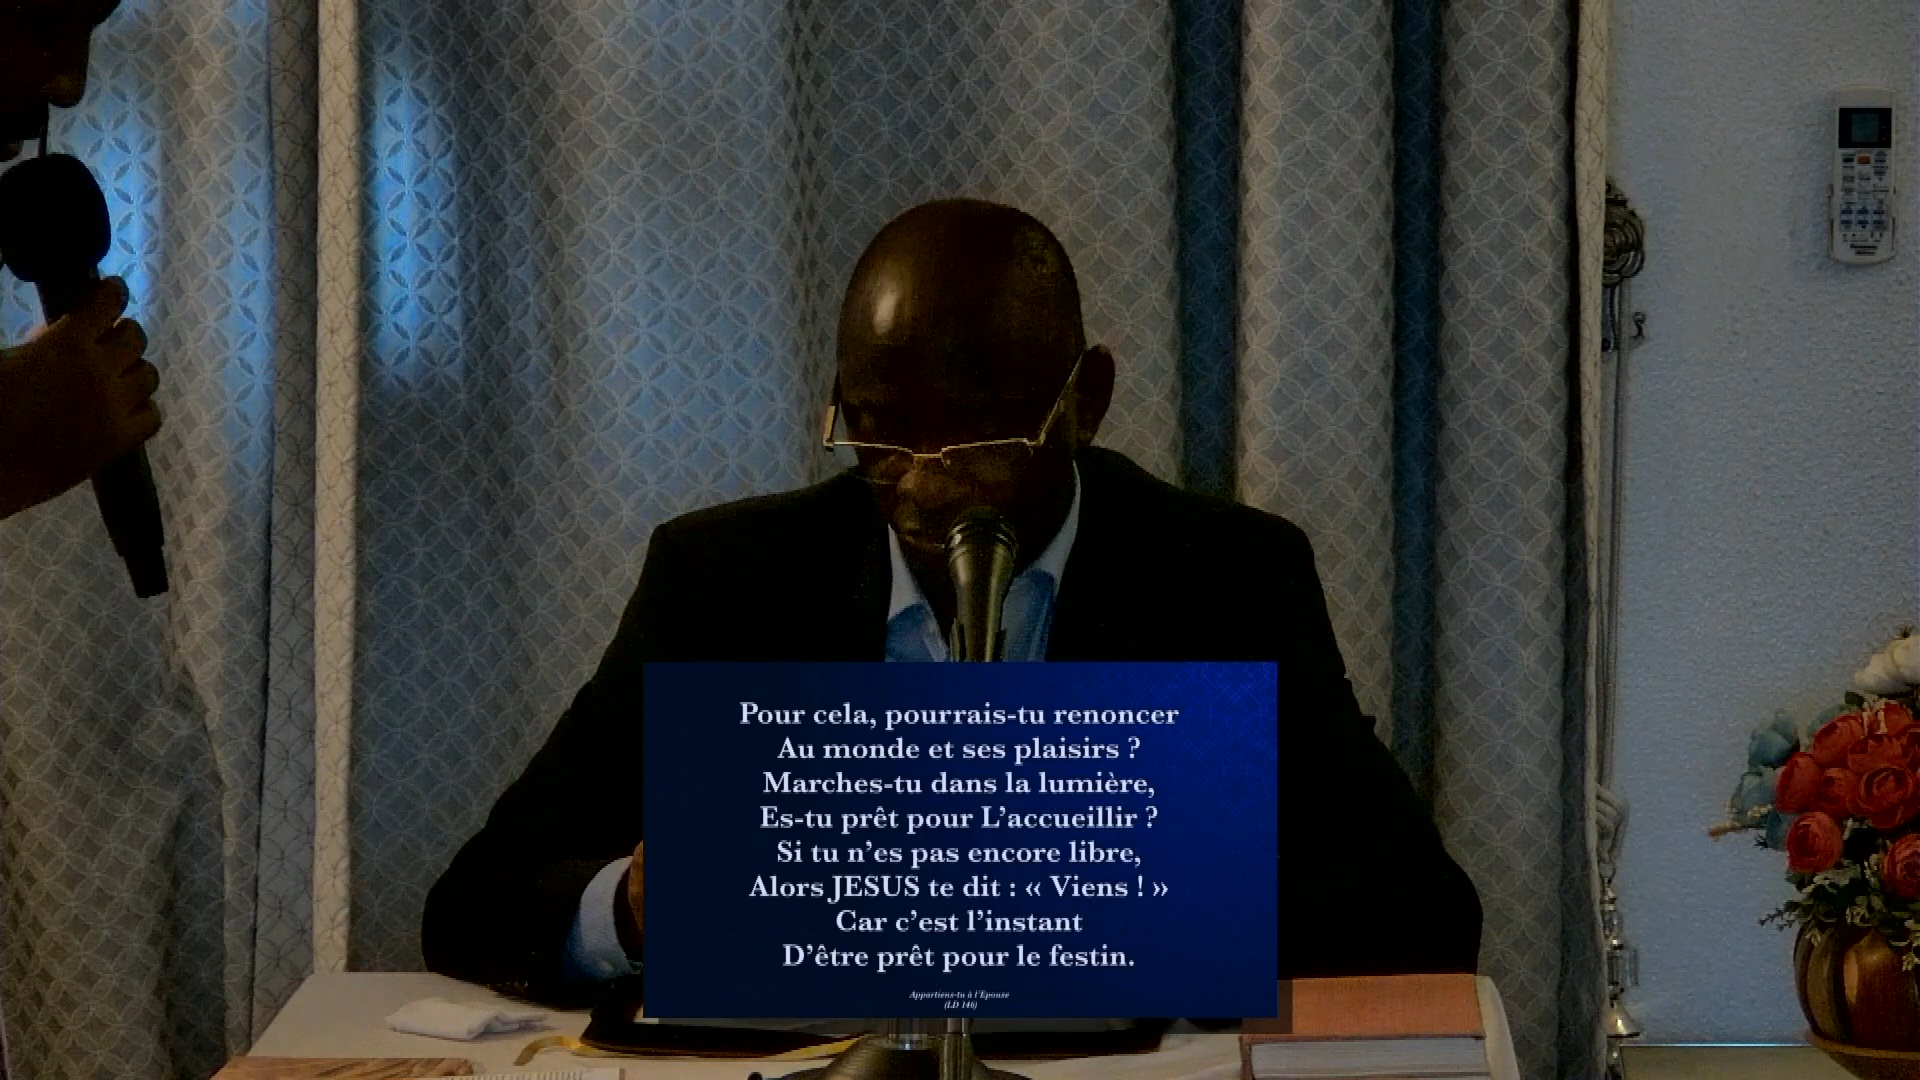 Pour cela, pourrais-tu renoncer
Au monde et ses plaisirs ?
Marches-tu dans la lumière,
Es-tu prêt pour L’accueillir ?
Si tu n’es pas encore libre,
Alors JESUS te dit : « Viens ! »
Car c’est l’instant
D’être prêt pour le festin.
Appartiens-tu à l'Epouse
(LD 146)